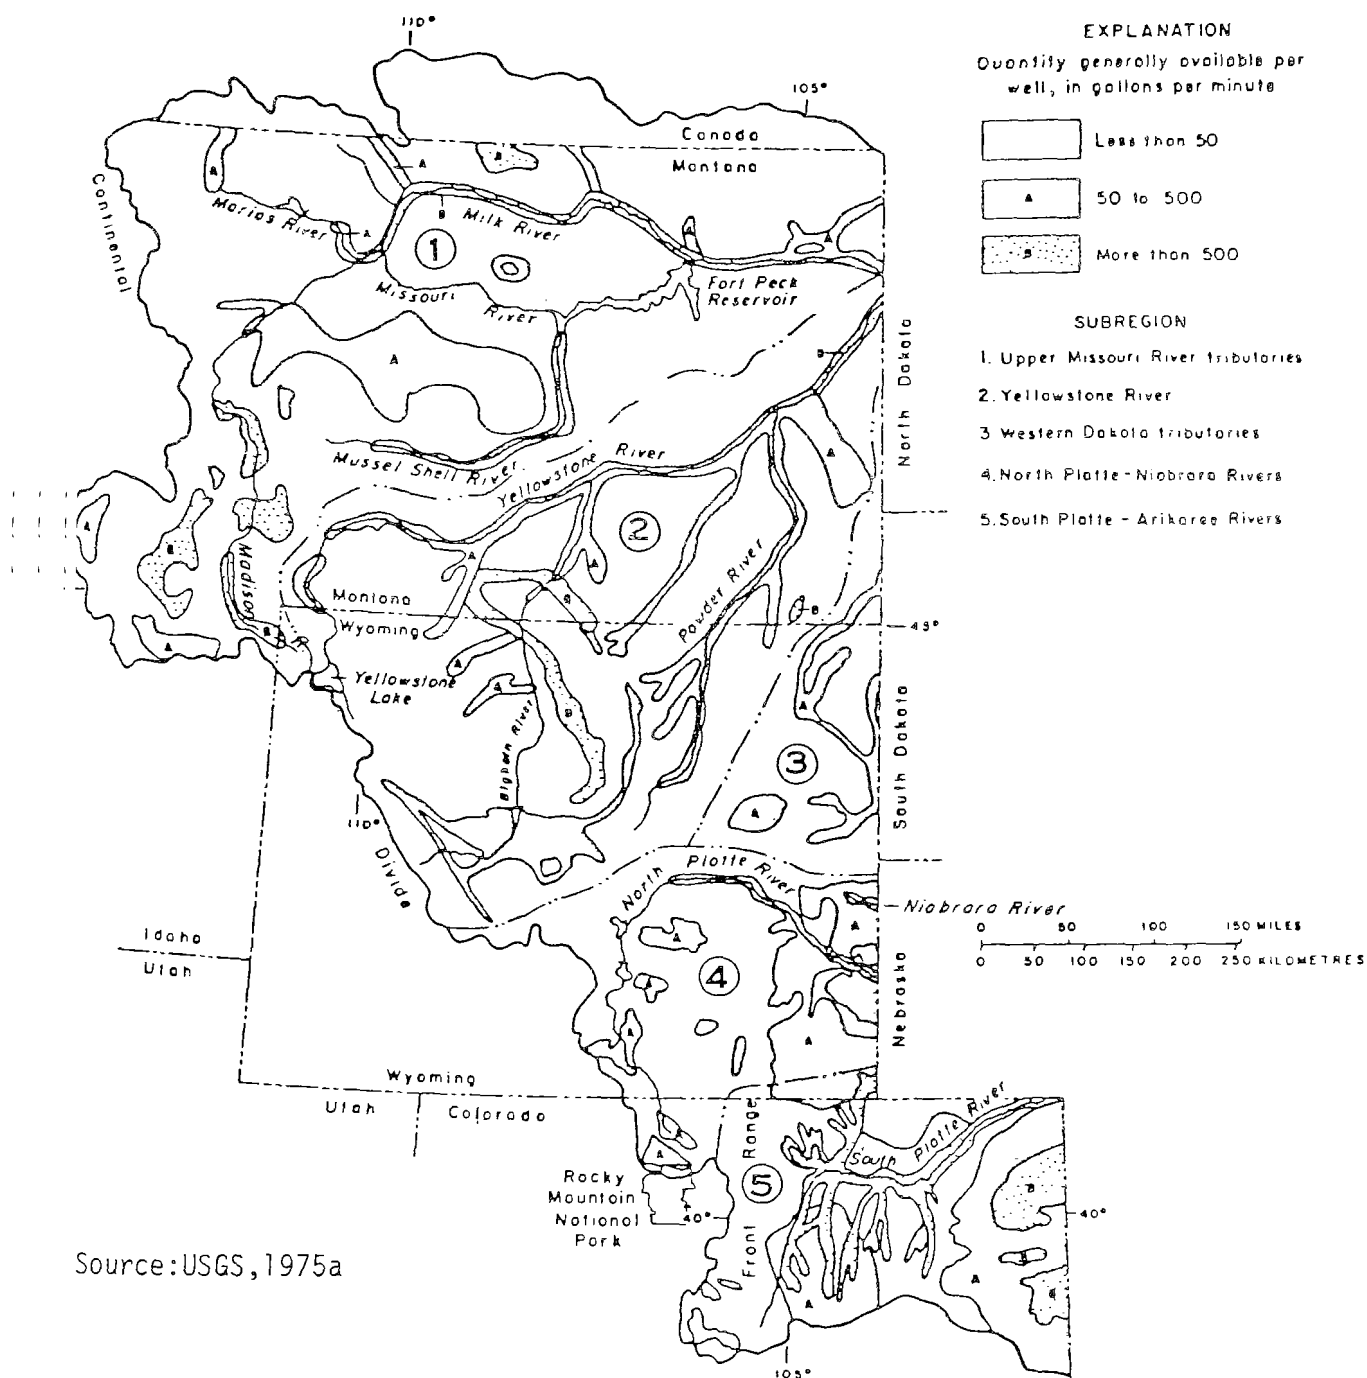 110°
105°
EXPLANATION
Quantity generally available per
well, in gallons per minute
Less than 50
A 50 to 500
B More than 500
SUBREGION
1. Upper Missouri River tributaries
2. Yellowstone River
3 Western Dakota tributaries
4. North Platte-Niobrara Rivers
5. South Platte - Arikaree Rivers
Canada
Montana
Continental
Marias River
Milk River
1
Missouri River
Fort Peck
Reservoir
North Dakota
Mussel Shell River
Yellowstone River
2
Madison
Powder River
Montana
Wyoming
45°
Yellowstone
Lake
Bighorn River
South Dakota
3
110°
Divide
North Platte River
Niobrara River
0 50 100 150 MILES
0 50 100 150 200 250 KILOMETRES
Idaho
Utah
4
Nebraska
Wyoming
Utah
Colorado
Front Range
South Platte River
5
Rocky
Mountain
National
Park
40°
40°
Source:USGS,1975a
105°